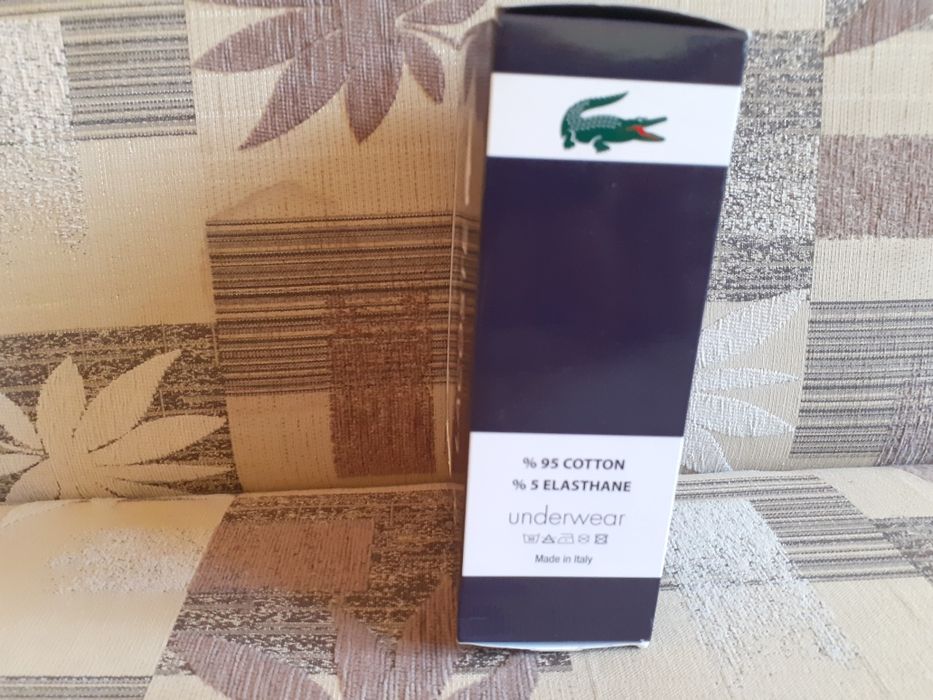 % 95 COTTON
% 5 ELASTHANE
underwear
Made in Italy